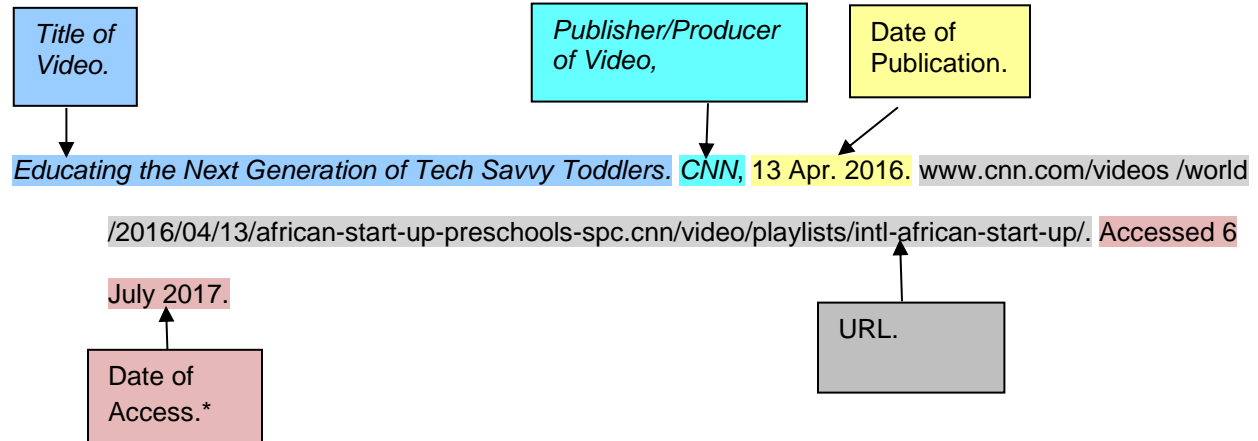 Title of
Video.
Publisher/Producer
of Video,
Date of
Publication.
Educating the Next Generation of Tech Savvy Toddlers. CNN, 13 Apr. 2016. www.cnn.com/videos /world
/2016/04/13/african-start-up-preschools-spc.cnn/video/playlists/intl-african-start-up/. Accessed 6
July 2017.
URL.
Date of
Access.*